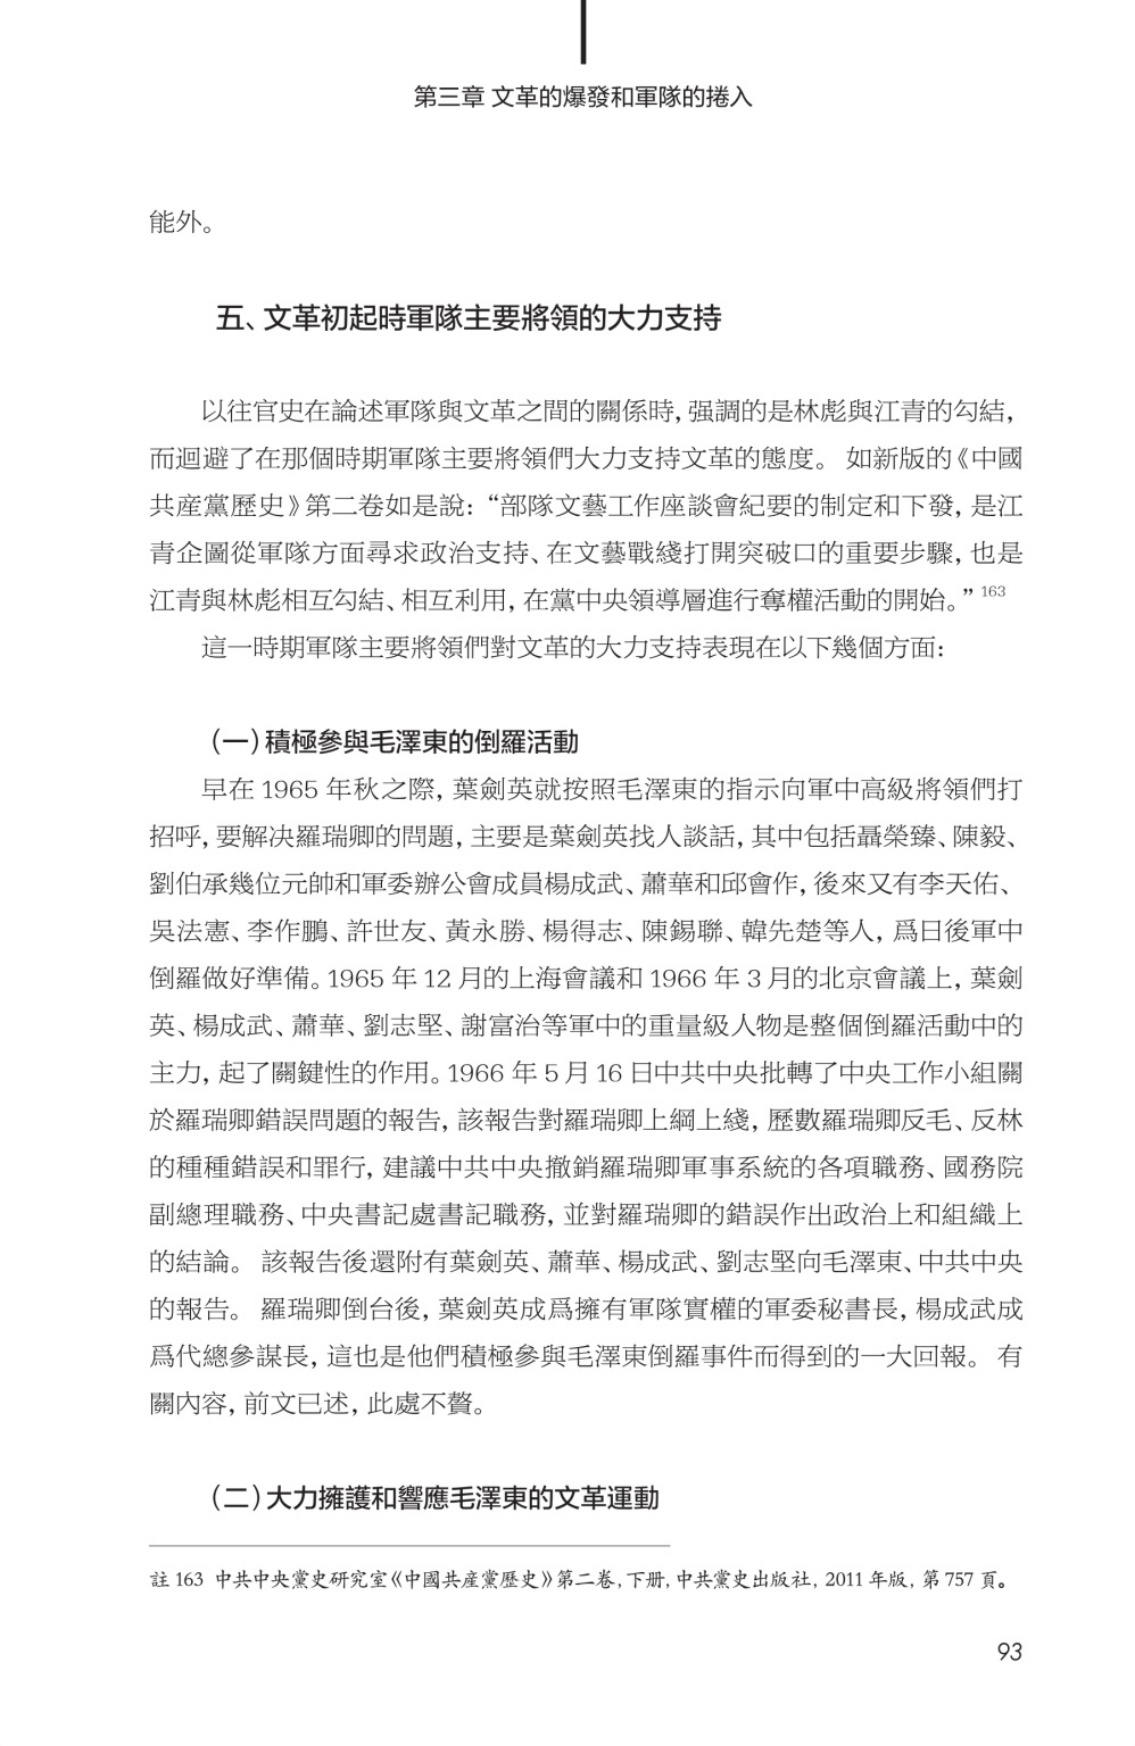 第三章 文革的爆發和軍隊的捲入
能外。
五、文革初起時軍隊主要將領的大力支持
以往官史在論述軍隊與文革之間的關係時，强調的是林彪與江青的勾結，
而迴避了在那個時期軍隊主要將領們大力支持文革的態度。 如新版的《中國
共産黨歷史》第二卷如是說：“部隊文藝工作座談會紀要的制定和下發，是江
青企圖從軍隊方面尋求政治支持、在文藝戰綫打開突破口的重要步驟，也是
江青與林彪相互勾結、相互利用，在黨中央領導層進行奪權活動的開始。”163
這一時期軍隊主要將領們對文革的大力支持表現在以下幾個方面：
（一）積極參與毛澤東的倒羅活動
早在 1965 年秋之際，葉劍英就按照毛澤東的指示向軍中高級將領們打
招呼，要解决羅瑞卿的問題，主要是葉劍英找人談話，其中包括聶榮臻、陳毅、
劉伯承幾位元帥和軍委辦公會成員楊成武、蕭華和邱會作，後來又有李天佑、
吳法憲、李作鵬、許世友、黃永勝、楊得志、陳錫聯、韓先楚等人，爲日後軍中
倒羅做好準備。1965 年 12 月的上海會議和 1966 年 3 月的北京會議上，葉劍
英、楊成武、蕭華、劉志堅、謝富治等軍中的重量級人物是整個倒羅活動中的
主力，起了關鍵性的作用。1966 年 5 月 16 日中共中央批轉了中央工作小組關
於羅瑞卿錯誤問題的報告，該報告對羅瑞卿上綱上綫，歷數羅瑞卿反毛、反林
的種種錯誤和罪行，建議中共中央撤銷羅瑞卿軍事系統的各項職務、國務院
副總理職務、中央書記處書記職務，並對羅瑞卿的錯誤作出政治上和組織上
的結論。 該報告後還附有葉劍英、蕭華、楊成武、劉志堅向毛澤東、中共中央
的報告。 羅瑞卿倒台後，葉劍英成爲擁有軍隊實權的軍委秘書長，楊成武成
爲代總參謀長，這也是他們積極參與毛澤東倒羅事件而得到的一大回報。 有
關內容，前文已述，此處不贅。
（二）大力擁護和響應毛澤東的文革運動
註 163 中共中央黨史研究室《中國共産黨歷史》第二卷，下册，中共黨史出版社，2011 年版，第 757 頁。
93